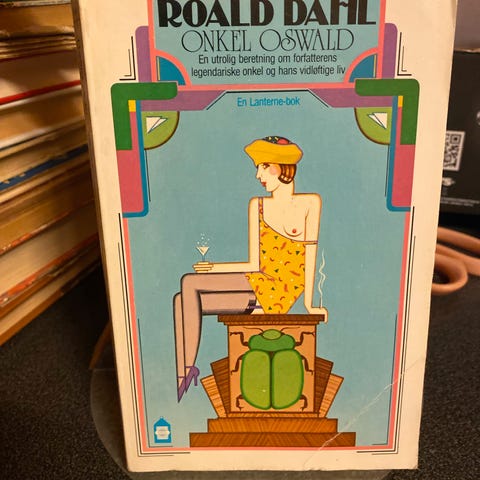 ROALD DAHL
ONKEL OSWALD
En utrolig beretning om forfatterens
legendariske onkel og hans vidløftige liv
En Lanterne-bok